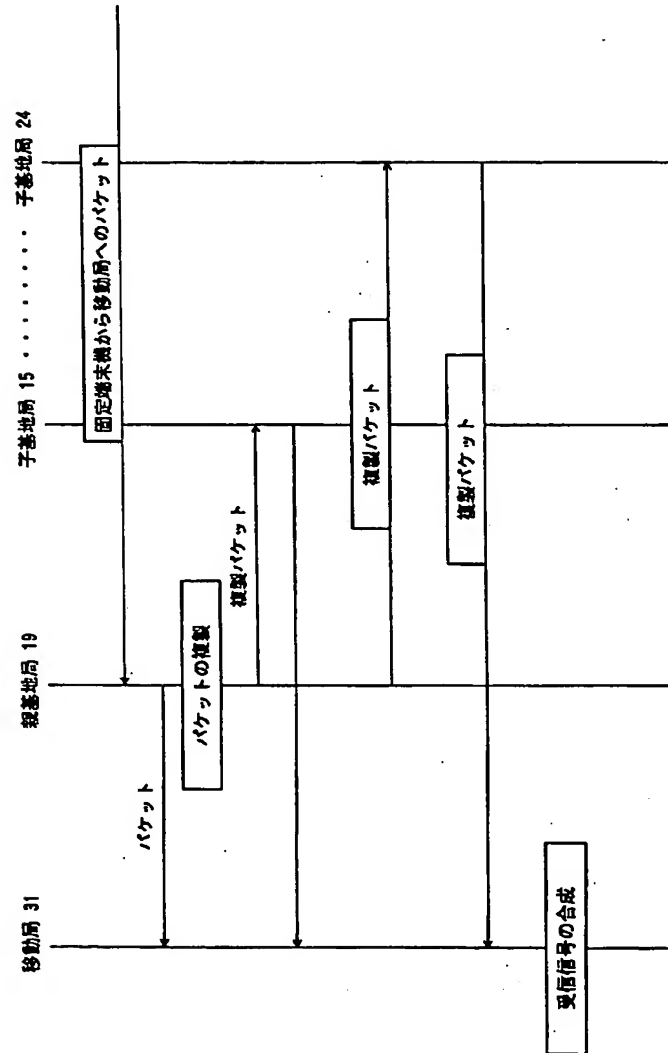 移動局 31
親基地局 19
子基地局 15 ・・・・・・・・・ 子基地局 24
固定端末機から移動局へのパケット
パケット
パケットの複製
複製パケット
複製パケット
複製パケット
受信信号の合成